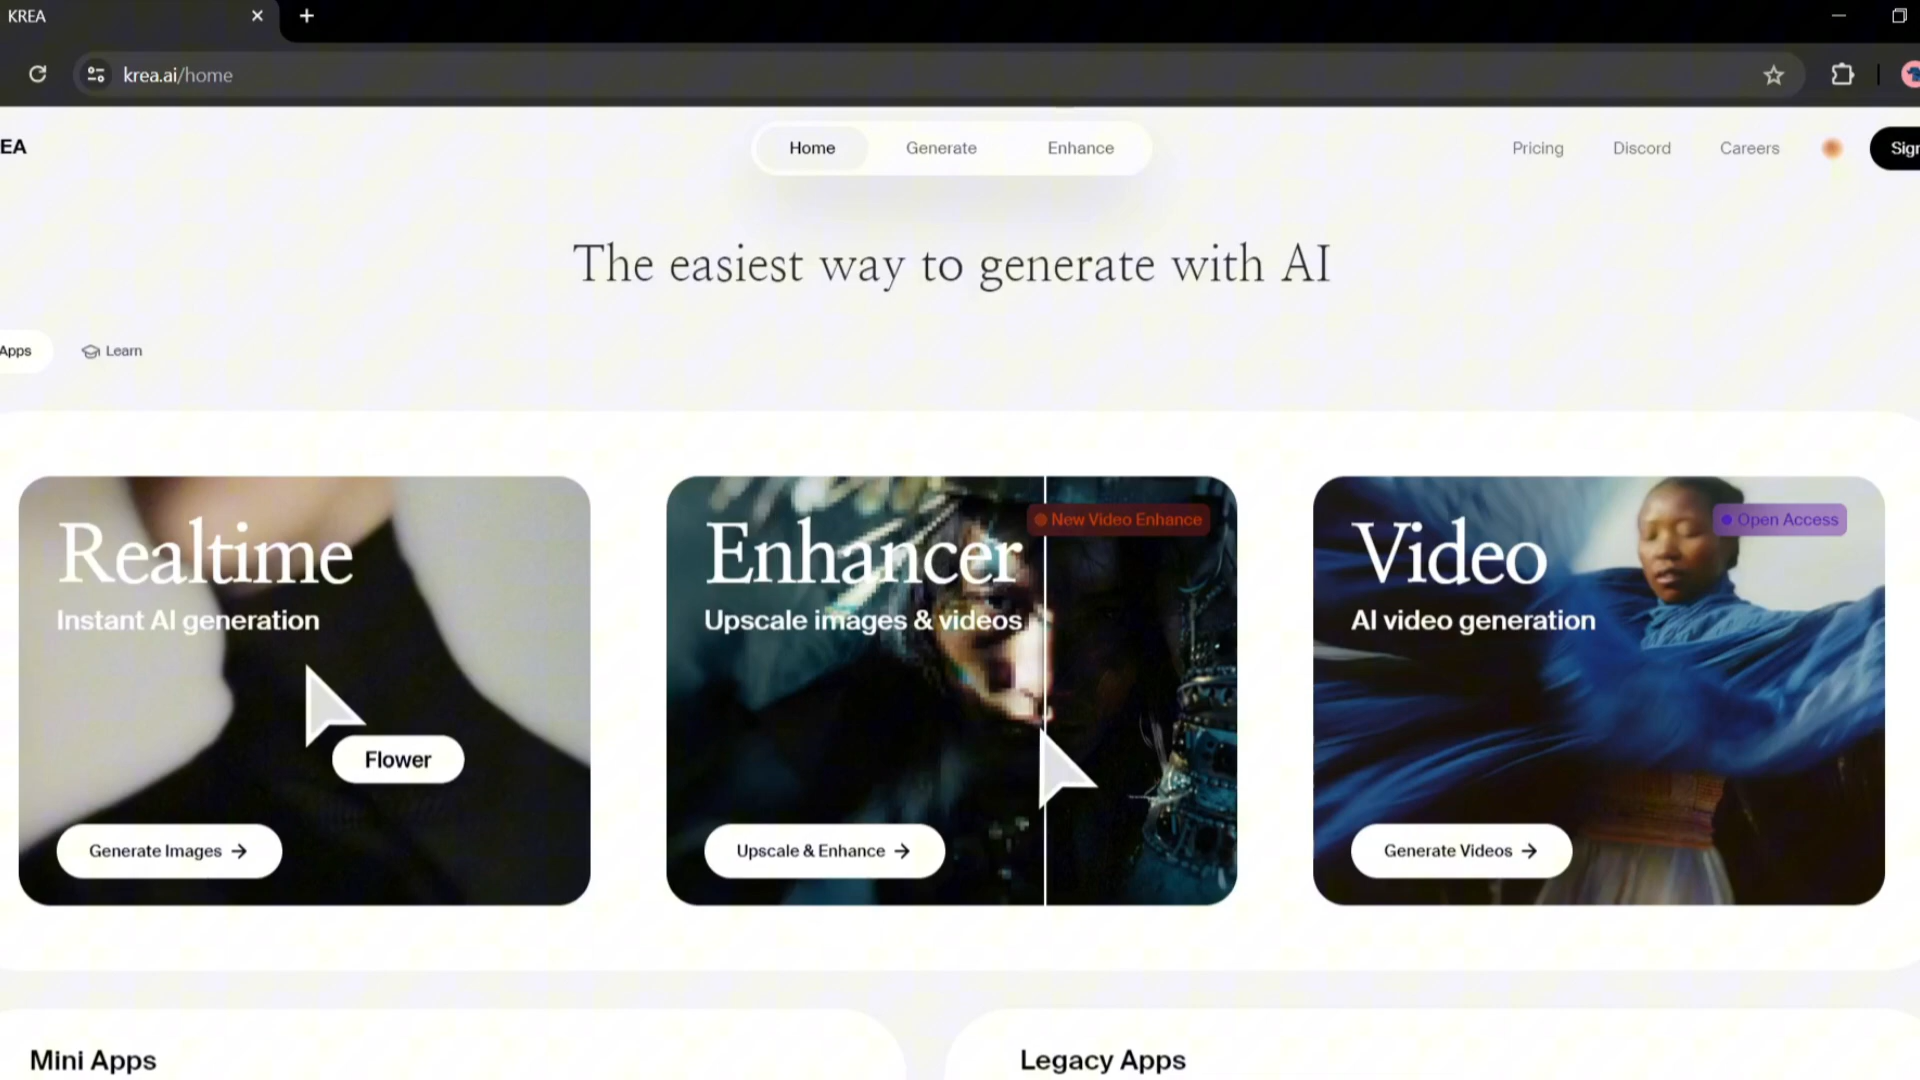 KREA
krea.ai/home
EA
Home
Generate
Enhance
Pricing
Discord
Careers
Sign
The easiest way to generate with AI
Apps
Learn
Realtime
Instant AI generation
Flower
Generate Images →
Enhancer
New Video Enhance
Upscale images & videos
Upscale & Enhance →
Video
Open Access
AI video generation
Generate Videos →
Mini Apps
Legacy Apps